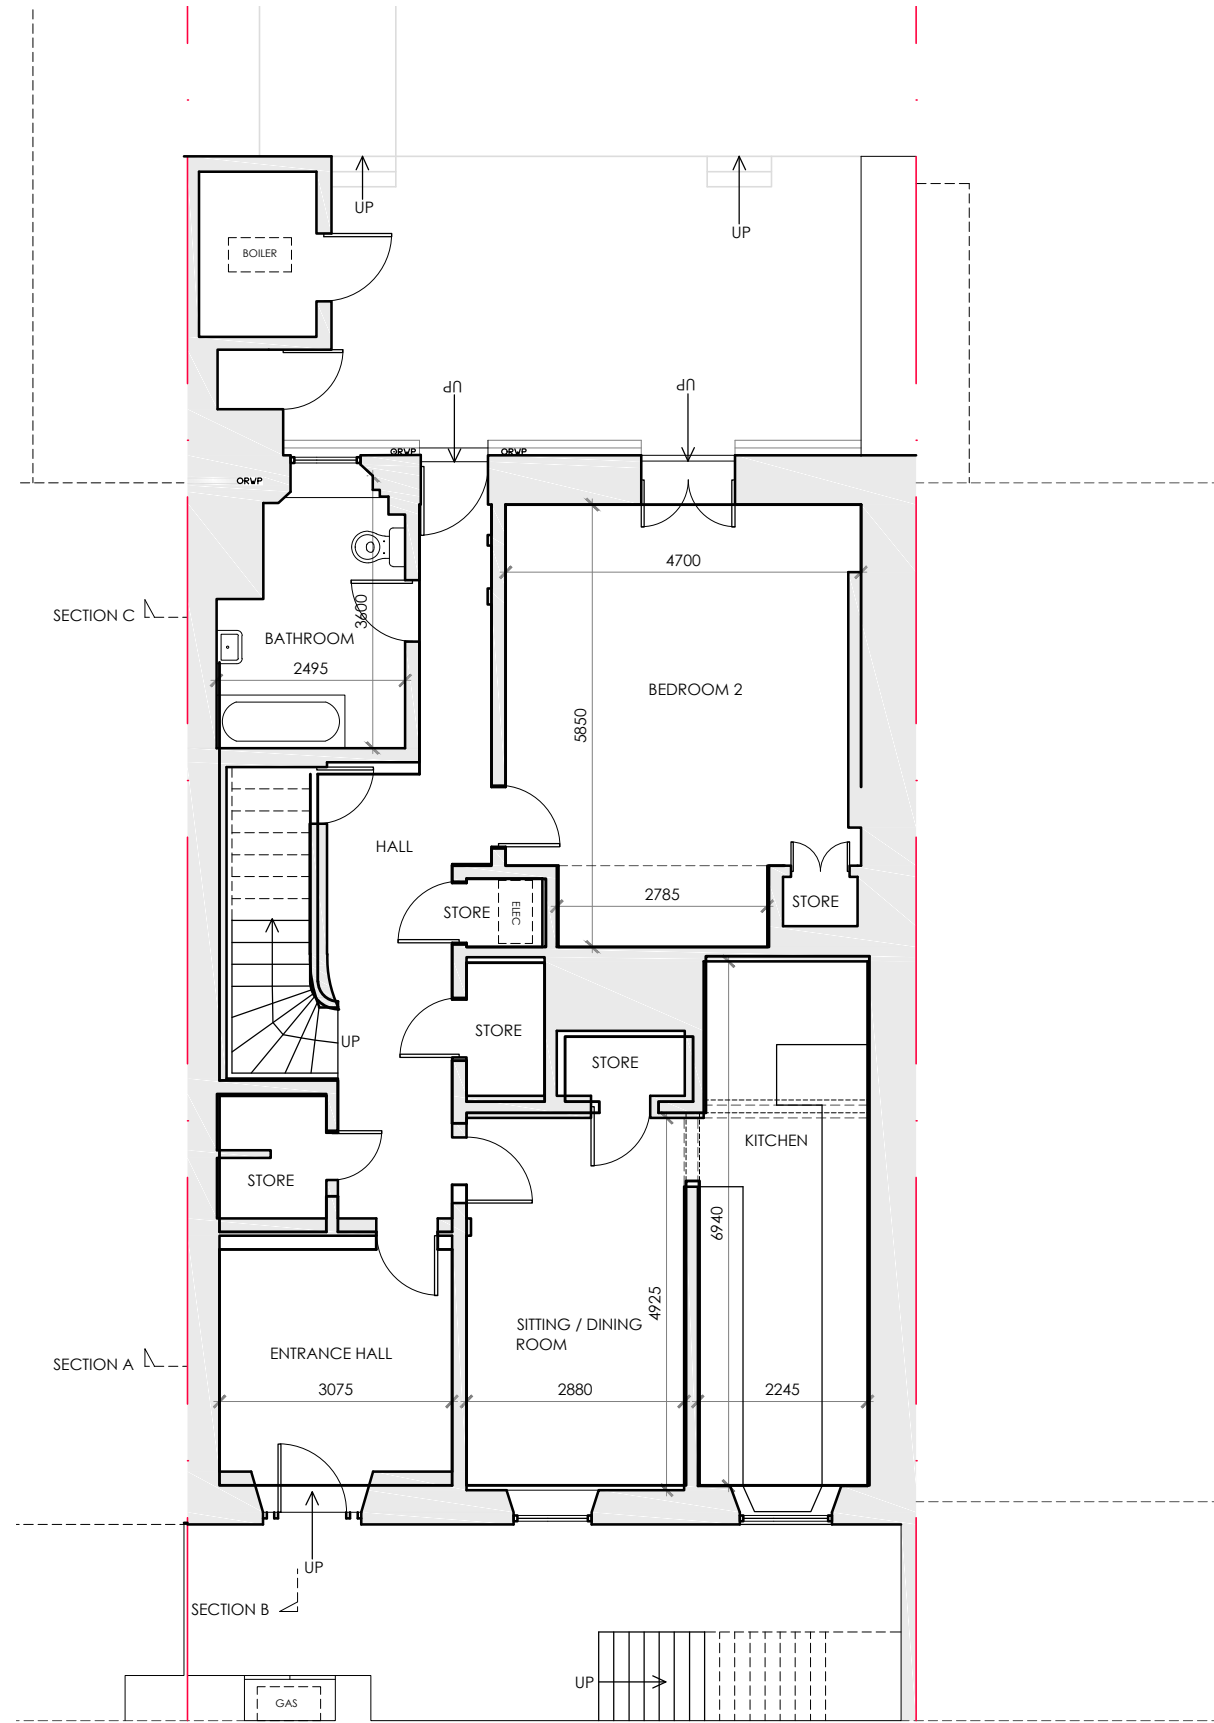 UP
UP
BOILER
UP
UP
ORWP
ORWP
ORWP
4700
SECTION C
3600
BATHROOM
2495
BEDROOM 2
5850
HALL
2785
STORE
STORE
ELEC
STORE
UP
STORE
KITCHEN
STORE
6940
4925
SITTING / DINING
ROOM
ENTRANCE HALL
SECTION A
3075
2880
2245
UP
SECTION B
UP
GAS